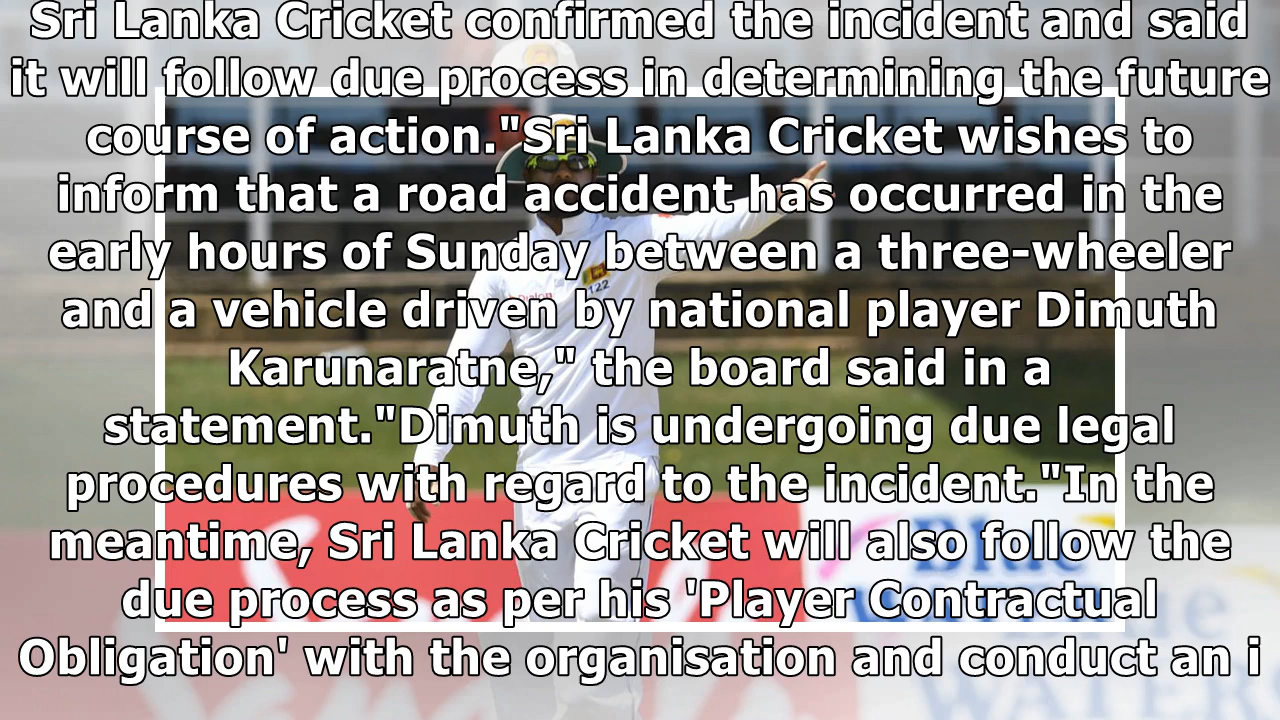 Sri Lanka Cricket confirmed the incident and said
it will follow due process in determining the future
course of action."Sri Lanka Cricket wishes to
inform that a road accident has occurred in the
early hours of Sunday between a three-wheeler
and a vehicle driven by national player Dimuth
Karunaratne," the board said in a
statement."Dimuth is undergoing due legal
procedures with regard to the incident."In the
meantime, Sri Lanka Cricket will also follow the
due process as per his 'Player Contractual
Obligation' with the organisation and conduct an i
Dialog
122
Blue